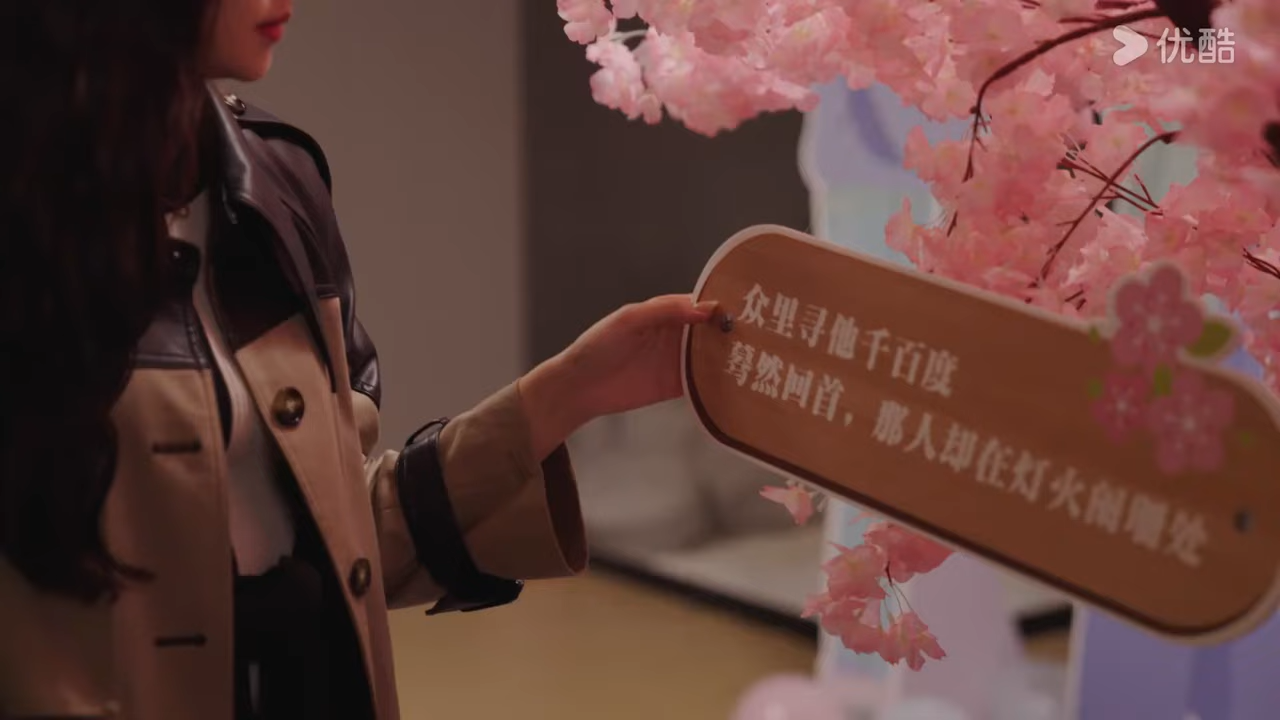 优酷
众里寻他千百度
蓦然回首，那人却在灯火阑珊处